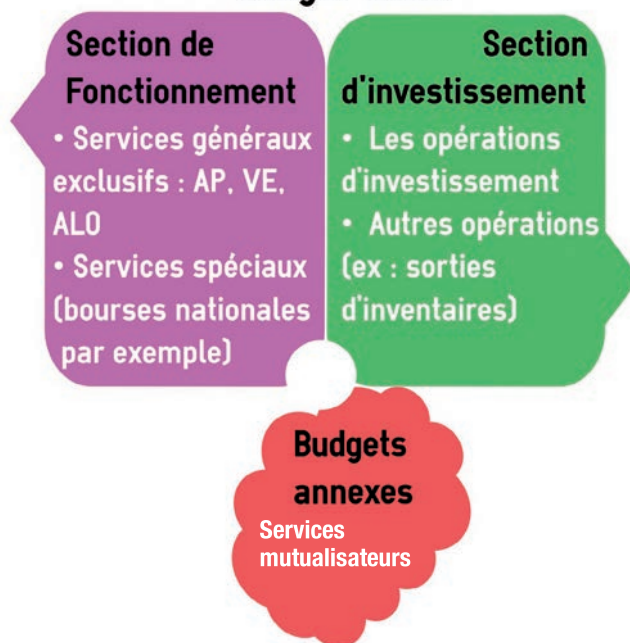 Section de
Fonctionnement
• Services généraux
exclusifs : AP, VE,
ALO
• Services spéciaux
(bourses nationales
par exemple)
Section
d'investissement
• Les opérations
d'investissement
• Autres opérations
(ex : sorties
d'inventaires)
Budgets
annexes
Services
mutualisateurs